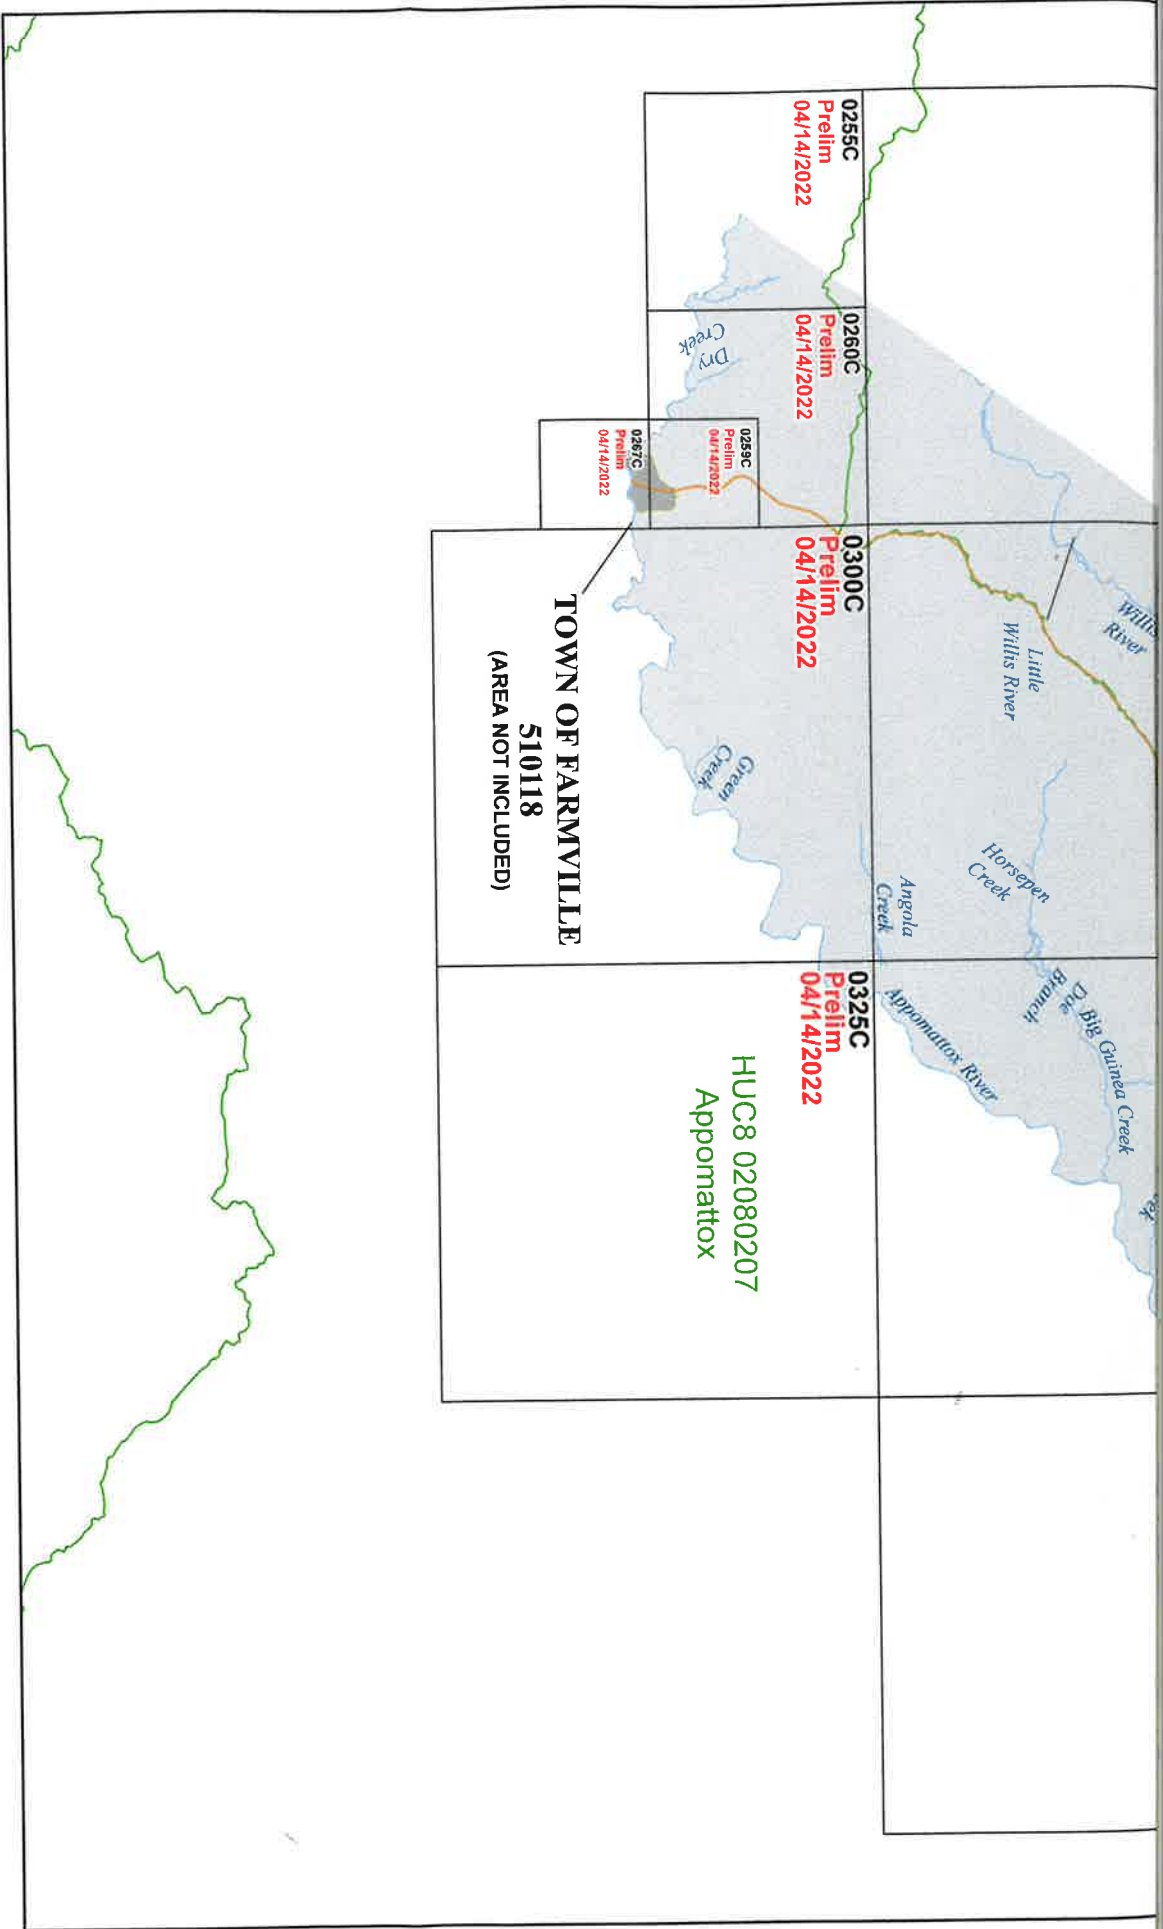 Willis
River
Little
Willis River
Horsepen
Creek
Doe
Branch
Big Guinea Creek
Angola
Creek
Appomattox River
0255C
Prelim
04/14/2022
0260C
Prelim
04/14/2022
0300C
Prelim
04/14/2022
0325C
Prelim
04/14/2022
0259C
Prelim
04/14/2022
0267C
Prelim
04/14/2022
Dry
Creek
Green
Creek
HUC8 02080207
Appomattox
TOWN OF FARMVILLE
510118
(AREA NOT INCLUDED)